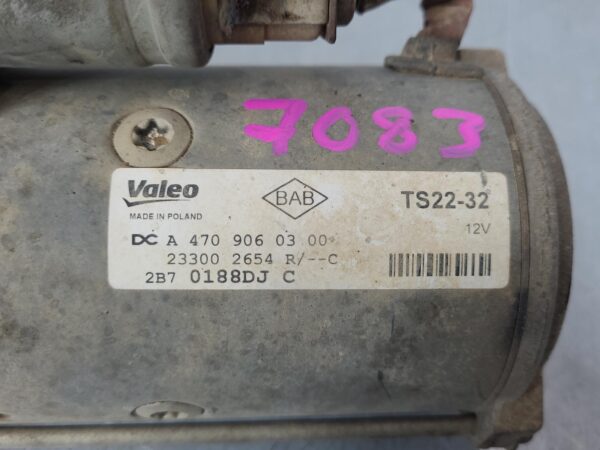 7083
Valeo
BAB
TS22-32
MADE IN POLAND
12V
DC A 470 906 03 00
23300 2654 R/--C
2B7 0188DJ C